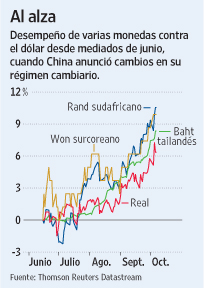 Al alza
Desempeño de varias monedas contra
el dólar desde mediados de junio,
cuando China anunció cambios en su
régimen cambiario.
12%
Rand sudafricano
9
Won surcoreano
Baht
tailandés
6
3
Real
0
-3
Junio Julio Ago. Sept. Oct.
Fuente: Thomson Reuters Datastream